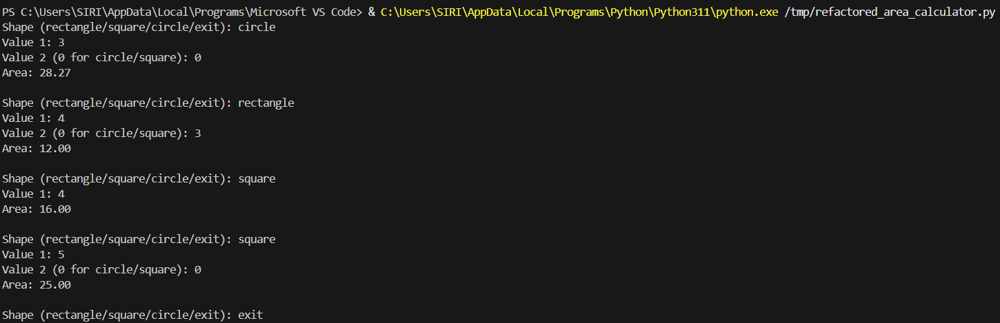 PS C:\Users\SIRI\AppData\Local\Programs\Microsoft VS Code> & C:\Users\SIRI\AppData\Local\Programs\Python\Python311\python.exe /tmp/refactored_area_calculator.py
Shape (rectangle/square/circle/exit): circle
Value 1: 3
Value 2 (0 for circle/square): 0
Area: 28.27

Shape (rectangle/square/circle/exit): rectangle
Value 1: 4
Value 2 (0 for circle/square): 3
Area: 12.00

Shape (rectangle/square/circle/exit): square
Value 1: 4
Area: 16.00

Shape (rectangle/square/circle/exit): square
Value 1: 5
Value 2 (0 for circle/square): 0
Area: 25.00

Shape (rectangle/square/circle/exit): exit